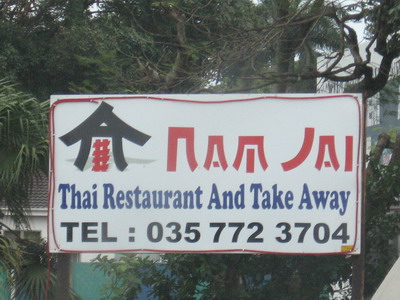 NAM JAI
Thai Restaurant And Take Away
TEL : 035 772 3704